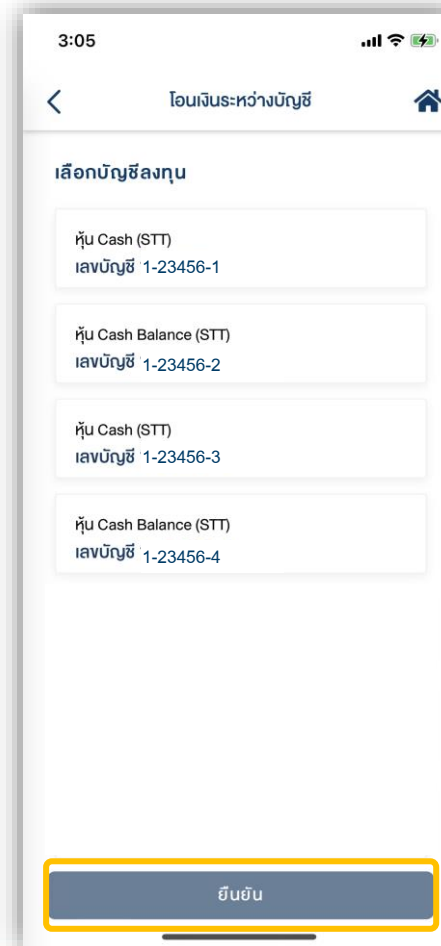 3:05
โอนเงินระหว่างบัญชี
เลือกบัญชีลงทุน
หุ้น Cash (STT)
เลขบัญชี 1-23456-1
หุ้น Cash Balance (STT)
เลขบัญชี 1-23456-2
หุ้น Cash (STT)
เลขบัญชี 1-23456-3
หุ้น Cash Balance (STT)
เลขบัญชี 1-23456-4
ยืนยัน